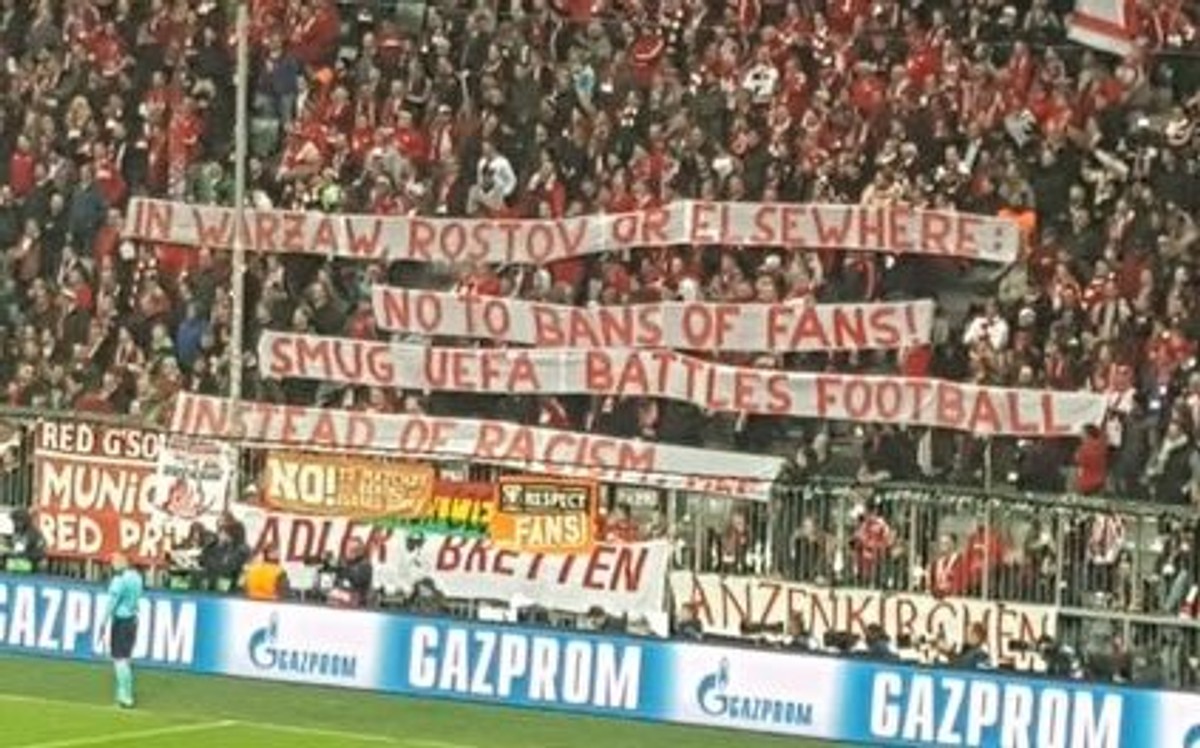 IN WARZAW, ROSTOV OR ELSEWHERE:
NO TO BANS OF FANS!
SMUG UEFA BATTLES FOOTBALL
INSTEAD OF RACISM
RED G'SO
MUNiC
RED PR
NO!
RESPECT
FANS!
ADLER BRETTEN
ANZENKIRCHEN
GAZPROM
GAZPROM
GAZPROM
GAZPROM
GAZPROM